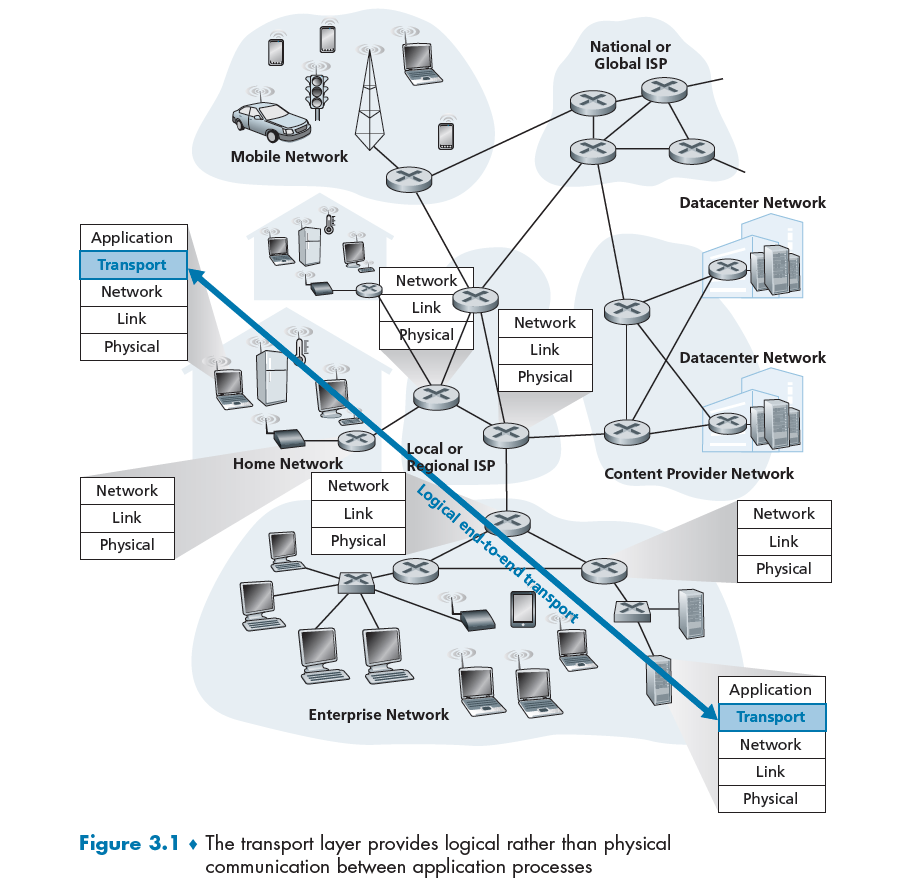 National or
Global ISP
Mobile Network
Datacenter Network
Application
Transport
Network
Link
Physical
Network
Link
Physical
Network
Link
Physical
Datacenter Network
Home Network
Local or
Regional ISP
Content Provider Network
Network
Link
Physical
Network
Link
Physical
Logical end-to-end transport
Network
Link
Physical
Enterprise Network
Application
Transport
Network
Link
Physical
Figure 3.1 ♦ The transport layer provides logical rather than physical
communication between application processes